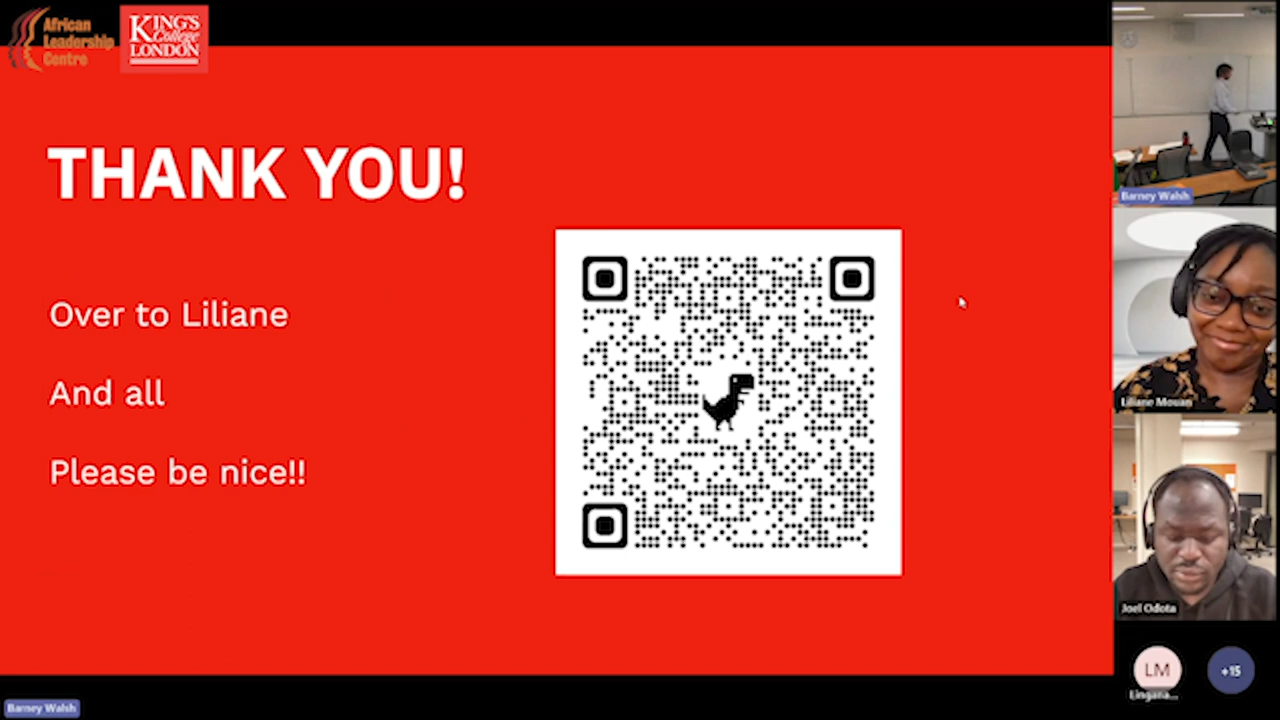 African
Leadership
Centre
KING'S
College
LONDON
THANK YOU!
Over to Liliane
And all
Please be nice!!
Barney Walsh
Liliane Mouan
Joel Odota
LM
+15
Lingana...
Barney Walsh